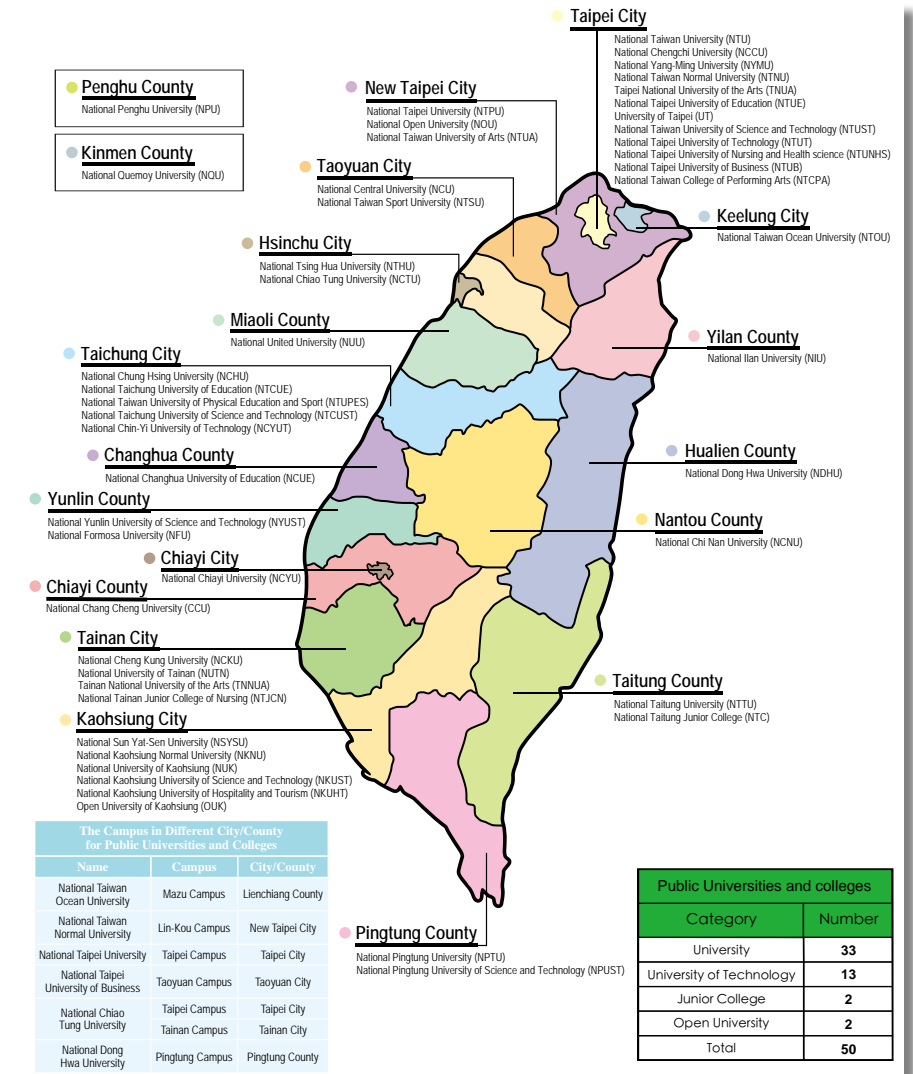 Taipei City
National Taiwan University (NTU)
National Chengchi University (NCCU)
National Yang-Ming University (NYMU)
National Taiwan Normal University (NTNU)
Taipei National University of the Arts (TNUA)
National Taipei University of Education (NTUE)
University of Taipei (UT)
National Taiwan University of Science and Technology (NTUST)
National Taipei University of Technology (NTUT)
National Taipei University of Nursing and Health science (NTUNHS)
National Taipei University of Business (NTUB)
National Taiwan College of Performing Arts (NTCPA)
Penghu County
National Penghu University (NPU)
Kinmen County
National Quemoy University (NQU)
New Taipei City
National Taipei University (NTPU)
National Open University (NOU)
National Taiwan University of Arts (NTUA)
Taoyuan City
National Central University (NCU)
National Taiwan Sport University (NTSU)
Keelung City
National Taiwan Ocean University (NTOU)
Hsinchu City
National Tsing Hua University (NTHU)
National Chiao Tung University (NCTU)
Miaoli County
National United University (NUU)
Yilan County
National Ilan University (NIU)
Taichung City
National Chung Hsing University (NCHU)
National Taichung University of Education (NTCUE)
National Taiwan University of Physical Education and Sport (NTUPES)
National Taichung University of Science and Technology (NTCUST)
National Chin-Yi University of Technology (NCYUT)
Changhua County
National Changhua University of Education (NCUE)
Hualien County
National Dong Hwa University (NDHU)
Yunlin County
National Yunlin University of Science and Technology (NYUST)
National Formosa University (NFU)
Nantou County
National Chi Nan University (NCNU)
Chiayi City
National Chiayi University (NCYU)
Chiayi County
National Chang Cheng University (CCU)
Tainan City
National Cheng Kung University (NCKU)
National University of Tainan (NUTN)
Tainan National University of the Arts (TNNUA)
National Tainan Junior College of Nursing (NTJCN)
Taitung County
National Taitung University (NTTU)
National Taitung Junior College (NTC)
Kaohsiung City
National Sun Yat-Sen University (NSYSU)
National Kaohsiung Normal University (NKNU)
National University of Kaohsiung (NUK)
National Kaohsiung University of Science and Technology (NKUST)
National Kaohsiung University of Hospitality and Tourism (NKUHT)
Open University of Kaohsiung (OUK)
Pingtung County
National Pingtung University (NPTU)
National Pingtung University of Science and Technology (NPUST)
The Campus in Different City/County
for Public Universities and Colleges
Name Campus City/County
National Taiwan
Ocean University
Mazu Campus Lienchiang County
National Taiwan
Normal University
Lin-Kou Campus New Taipei City
National Taipei University Taipei Campus Taipei City
National Taipei
University of Business
Taoyuan Campus Taoyuan City
National Chiao
Tung University
Taipei Campus Taipei City
Tainan Campus Tainan City
National Dong
Hwa University
Pingtung Campus Pingtung County
Public Universities and colleges
Category Number
University 33
University of Technology 13
Junior College 2
Open University 2
Total 50